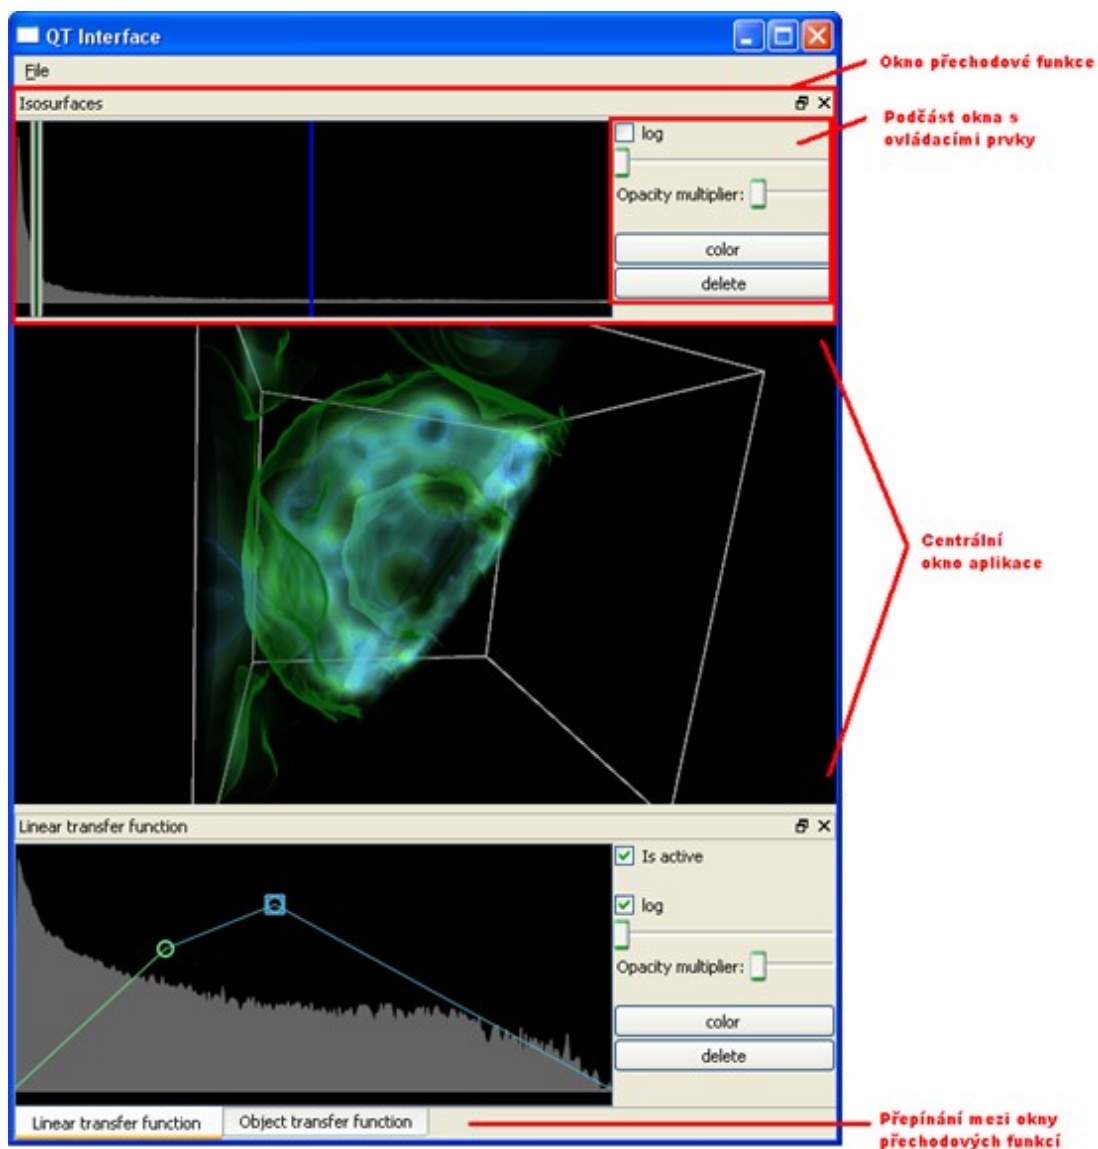 QT Interface
File
Okno přechodové funkce
Isosurfaces
Podčást okna s
ovládacími prvky
log
Opacity multiplier:
color
delete
Centrální
okno aplikace
Linear transfer function
Is active
log
Opacity multiplier:
color
delete
Linear transfer function
Object transfer function
Přepínání mezi okny
přechodových funkcí